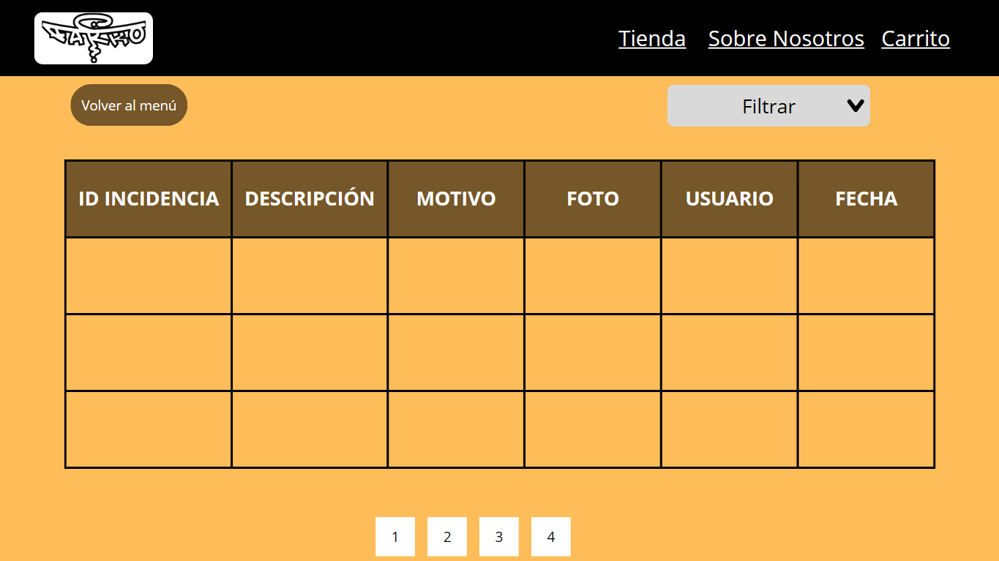 BARRIO
Tienda Sobre Nosotros Carrito
Volver al menú
Filtrar
ID INCIDENCIA DESCRIPCIÓN MOTIVO FOTO USUARIO FECHA
1 2 3 4